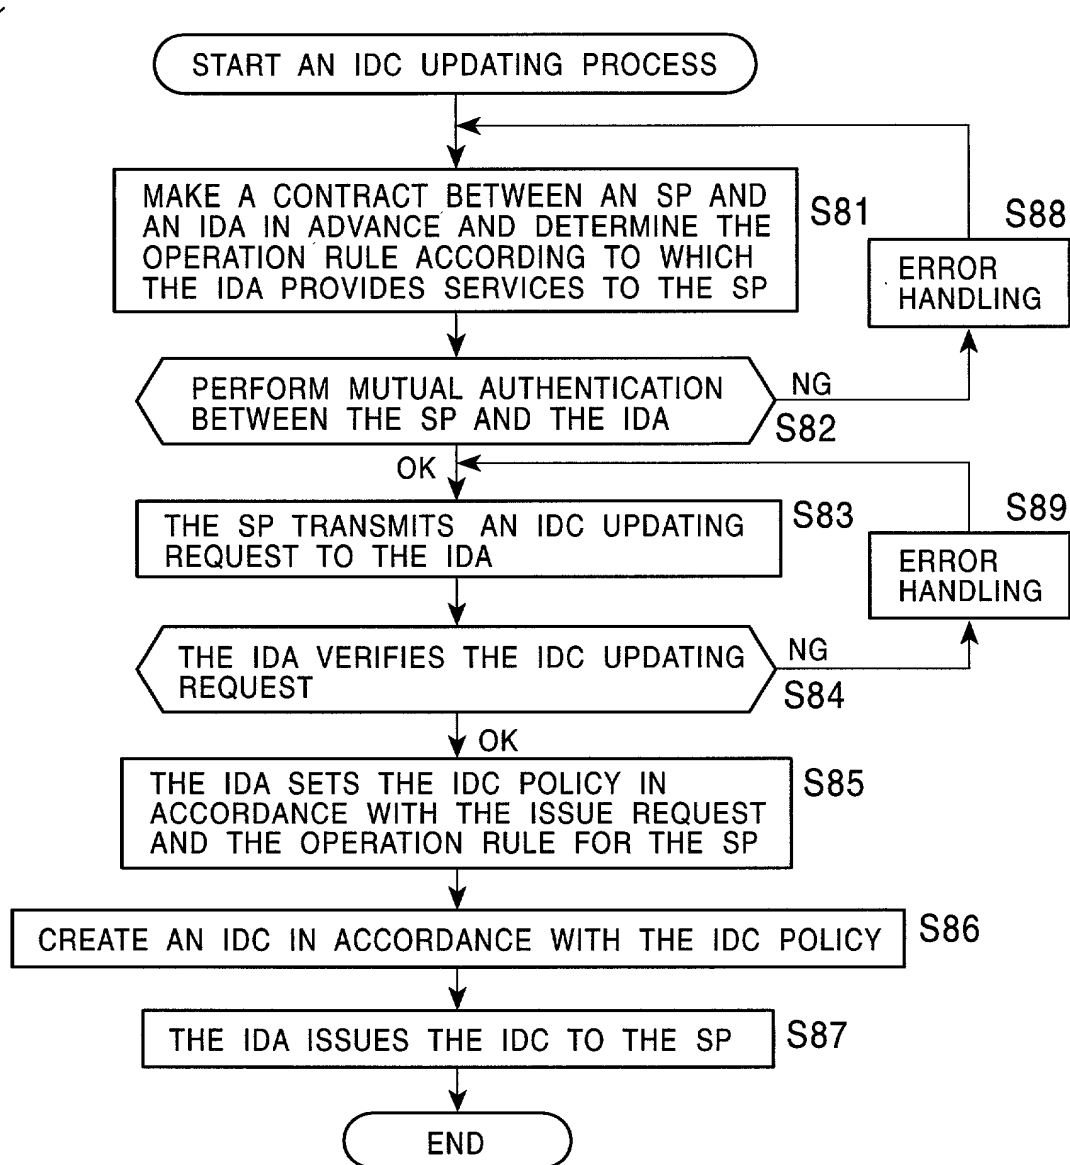 START AN IDC UPDATING PROCESS
MAKE A CONTRACT BETWEEN AN SP AND
AN IDA IN ADVANCE AND DETERMINE THE
OPERATION RULE ACCORDING TO WHICH
THE IDA PROVIDES SERVICES TO THE SP
S81
S88
ERROR
HANDLING
PERFORM MUTUAL AUTHENTICATION
BETWEEN THE SP AND THE IDA
NG
S82
OK
THE SP TRANSMITS AN IDC UPDATING
REQUEST TO THE IDA
S83
S89
ERROR
HANDLING
THE IDA VERIFIES THE IDC UPDATING
REQUEST
NG
S84
OK
THE IDA SETS THE IDC POLICY IN
ACCORDANCE WITH THE ISSUE REQUEST
AND THE OPERATION RULE FOR THE SP
S85
CREATE AN IDC IN ACCORDANCE WITH THE IDC POLICY
S86
THE IDA ISSUES THE IDC TO THE SP
S87
END